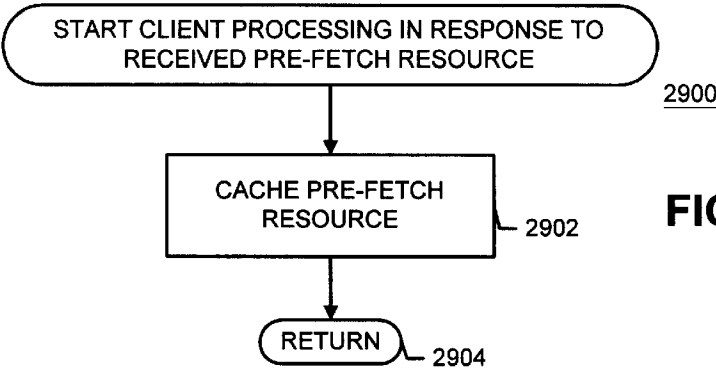 START CLIENT PROCESSING IN RESPONSE TO
RECEIVED PRE-FETCH RESOURCE
2900
CACHE PRE-FETCH
RESOURCE
2902
RETURN
2904